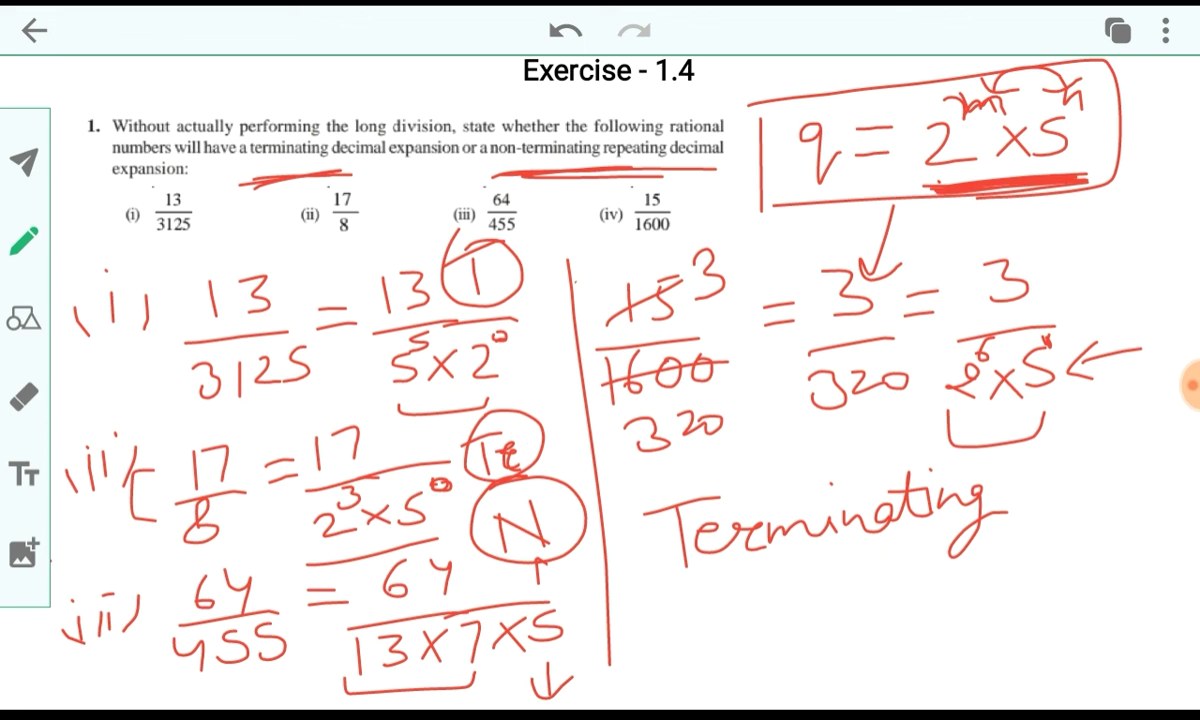 Exercise - 1.4
1. Without actually performing the long division, state whether the following rational
numbers will have a terminating decimal expansion or a non-terminating repeating decimal
expansion:
(i) 13/3125 (ii) 17/8 (iii) 64/455 (iv) 15/1600
q = 2^m × 5^n
(i) 13/3125 = 13/(5^5 × 2^0) T
(ii) 17/8 = 17/(2^3 × 5^0) Te
(iii) 64/455 = 64/(13 × 7 × 5) N
15/1600 3/320 = 3/320 = 3/(2^6 × 5)
Terminating
TT